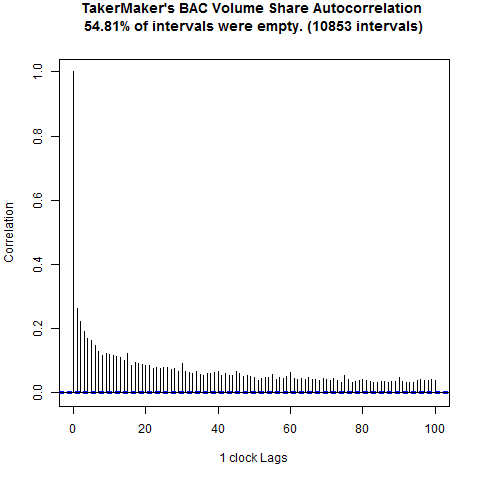 TakerMaker's BAC Volume Share Autocorrelation
54.81% of intervals were empty. (10853 intervals)
1.0
0.8
0.6
0.4
0.2
0.0
Correlation
0 20 40 60 80 100
1 clock Lags